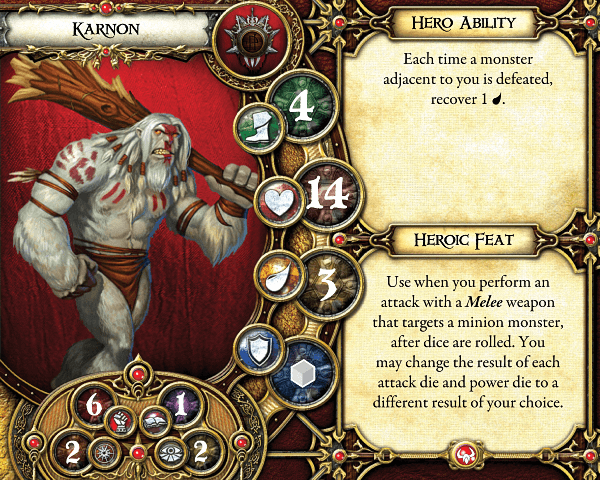 KARNON
4
14
3
6
1
2
2
HERO ABILITY
Each time a monster
adjacent to you is defeated,
recover 1 .
HEROIC FEAT
Use when you perform an
attack with a Melee weapon
that targets a minion monster,
after dice are rolled. You
may change the result of each
attack die and power die to a
different result of your choice.